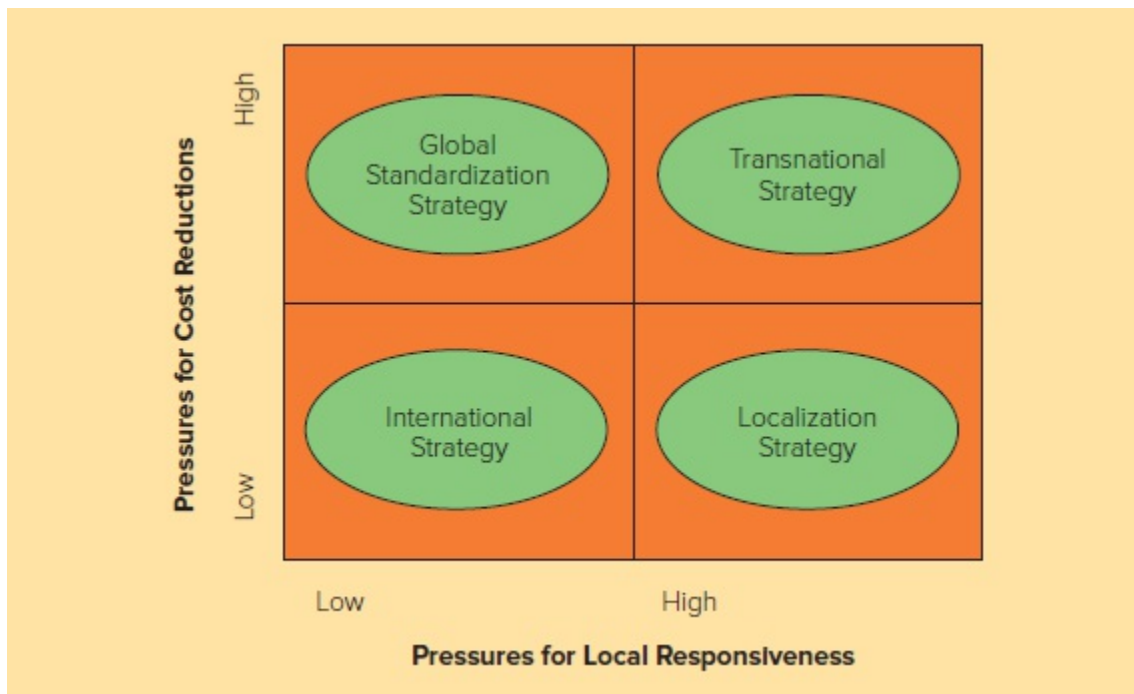 High
Global
Standardization
Strategy
Transnational
Strategy
Pressures for Cost Reductions
International
Strategy
Localization
Strategy
Low
Low
High
Pressures for Local Responsiveness